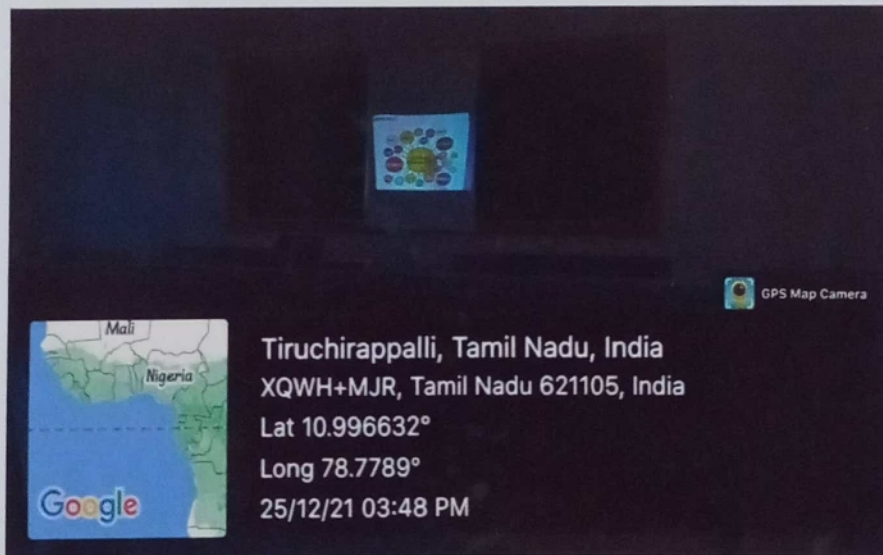 GPS Map Camera
Mali
Nigeria
Google
Tiruchirappalli, Tamil Nadu, India
XQWH+MJR, Tamil Nadu 621105, India
Lat 10.996632°
Long 78.7789°
25/12/21 03:48 PM